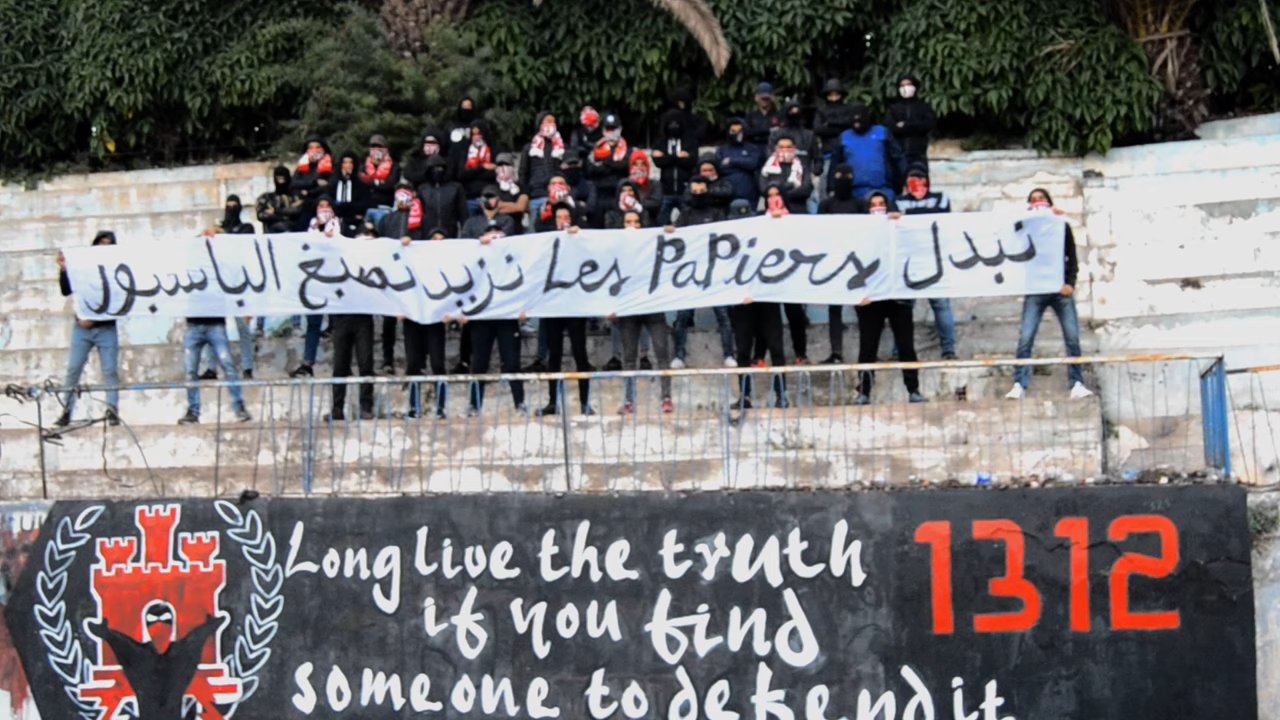 نبدل Les PaPiers نزيد نصبغ الباسبور
Long live the truth
if you find
someone to defend it
1312